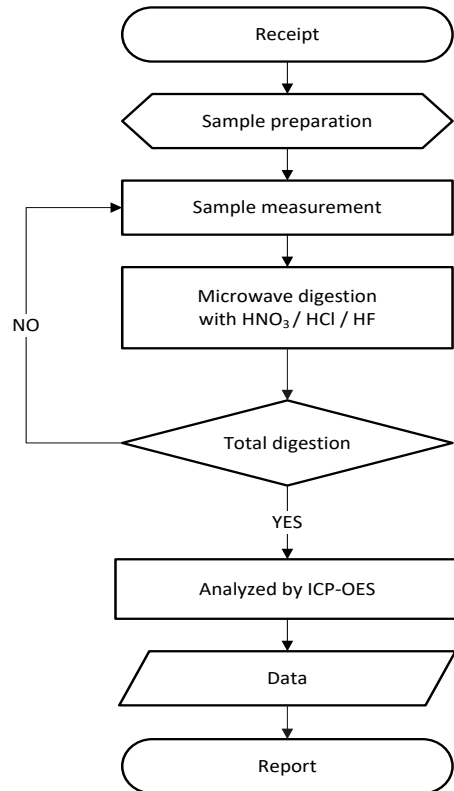 Receipt
Sample preparation
Sample measurement
Microwave digestion
with HNO₃ / HCl / HF
NO
Total digestion
YES
Analyzed by ICP-OES
Data
Report